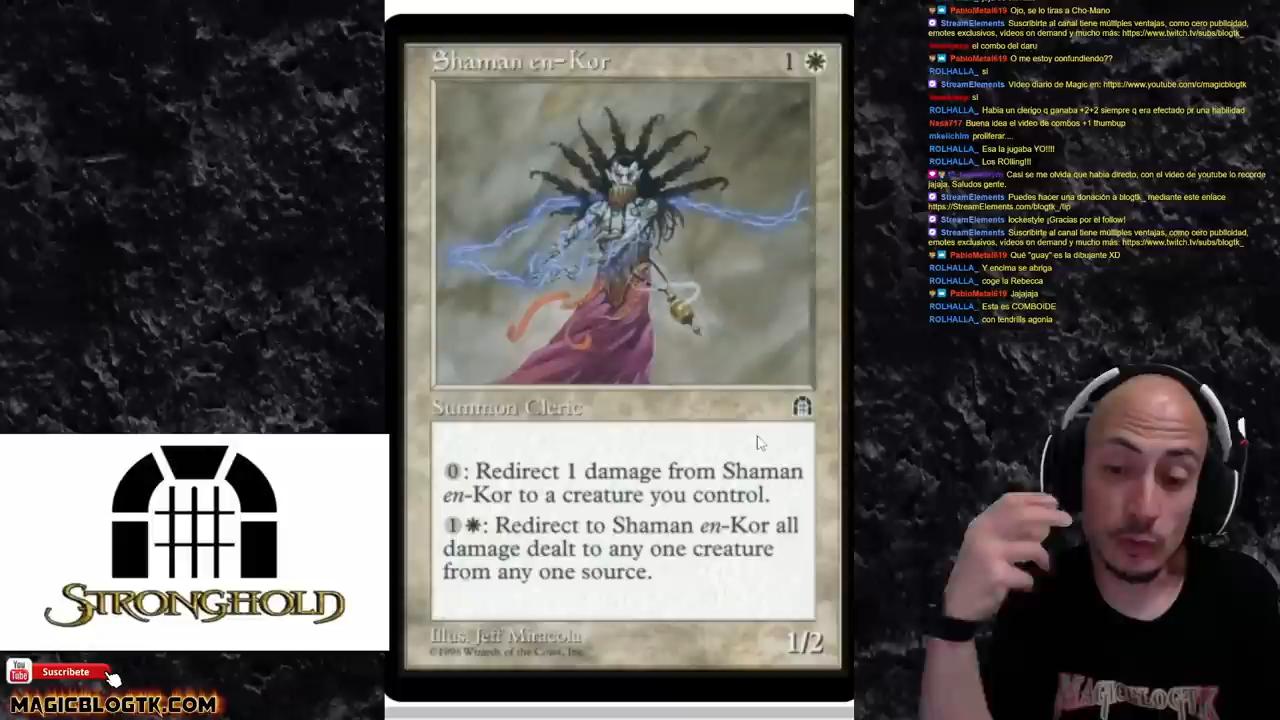 Shaman en-Kor 1
Summon Cleric
0: Redirect 1 damage from Shaman
en-Kor to a creature you control.
1: Redirect to Shaman en-Kor all
damage dealt to any one creature
from any one source.
Illus. Jeff Miracola
©1998 Wizards of the Coast, Inc.
1/2
STRONGHOLD
You
Tube
Suscríbete
MAGICBLOGTK.COM
PabloMetal619 Ojo, se lo tiras a Cho-Mano
StreamElements Suscribirte al canal tiene múltiples ventajas, como cero publicidad,
emotes exclusivos, vídeos on demand y mucho más: https://www.twitch.tv/subs/blogtk_
el combo del daru
PabloMetal619 O me estoy confundiendo??
ROLHALLA_ si
StreamElements Vídeo diario de Magic en: https://www.youtube.com/c/magicblogtk
si
ROLHALLA_ Habia un clerigo q ganaba +2+2 siempre q era efectado pr una habilidad
Nasa717 Buena idea el video de combos +1 thumbup
mkelichim proliferar....
ROLHALLA_ Esa la jugaba YO!!!!
ROLHALLA_ Los ROlling!!!
Casi se me olvida que habia directo, con el video de youtube lo recorde
jajaja. Saludos gente.
StreamElements Puedes hacer una donación a blogtk_ mediante este enlace
https://StreamElements.com/blogtk_/tip
StreamElements lockestyle ¡Gracias por el follow!
StreamElements Suscribirte al canal tiene múltiples ventajas, como cero publicidad,
emotes exclusivos, vídeos on demand y mucho más: https://www.twitch.tv/subs/blogtk_
PabloMetal619 Qué "guay" es la dibujante XD
ROLHALLA_ Y encima se abriga
ROLHALLA_ coge la Rebecca
PabloMetal619 Jajajaja
ROLHALLA_ Esta es COMBOIDE
ROLHALLA_ con tendrills agonia
MAGICBLOGTK